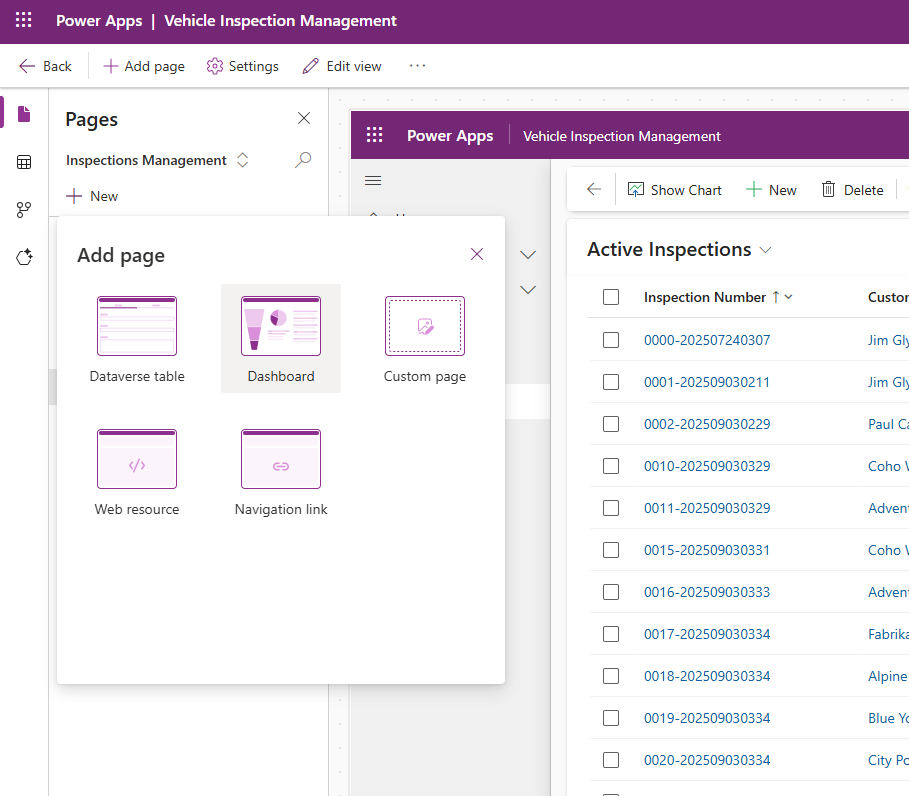 Power Apps | Vehicle Inspection Management
Back Add page Settings Edit view ...
Pages
Inspections Management
New
Add page
Dataverse table Dashboard Custom page
Web resource Navigation link
Power Apps Vehicle Inspection Management
Show Chart New Delete
Active Inspections
Inspection Number ↑ Custor
0000-202507240307 Jim Gly
0001-202509030211 Jim Gly
0002-202509030229 Paul Ca
0010-202509030329 Coho W
0011-202509030329 Adven
0015-202509030331 Coho W
0016-202509030333 Adven
0017-202509030334 Fabrika
0018-202509030334 Alpine
0019-202509030334 Blue Yo
0020-202509030334 City Po